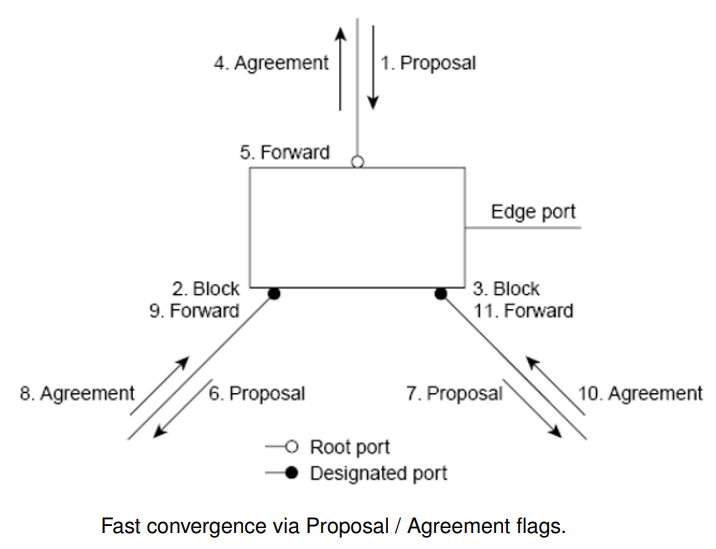 4. Agreement
1. Proposal
5. Forward
Edge port
2. Block
9. Forward
3. Block
11. Forward
8. Agreement
6. Proposal
7. Proposal
10. Agreement
Root port
Designated port
Fast convergence via Proposal / Agreement flags.